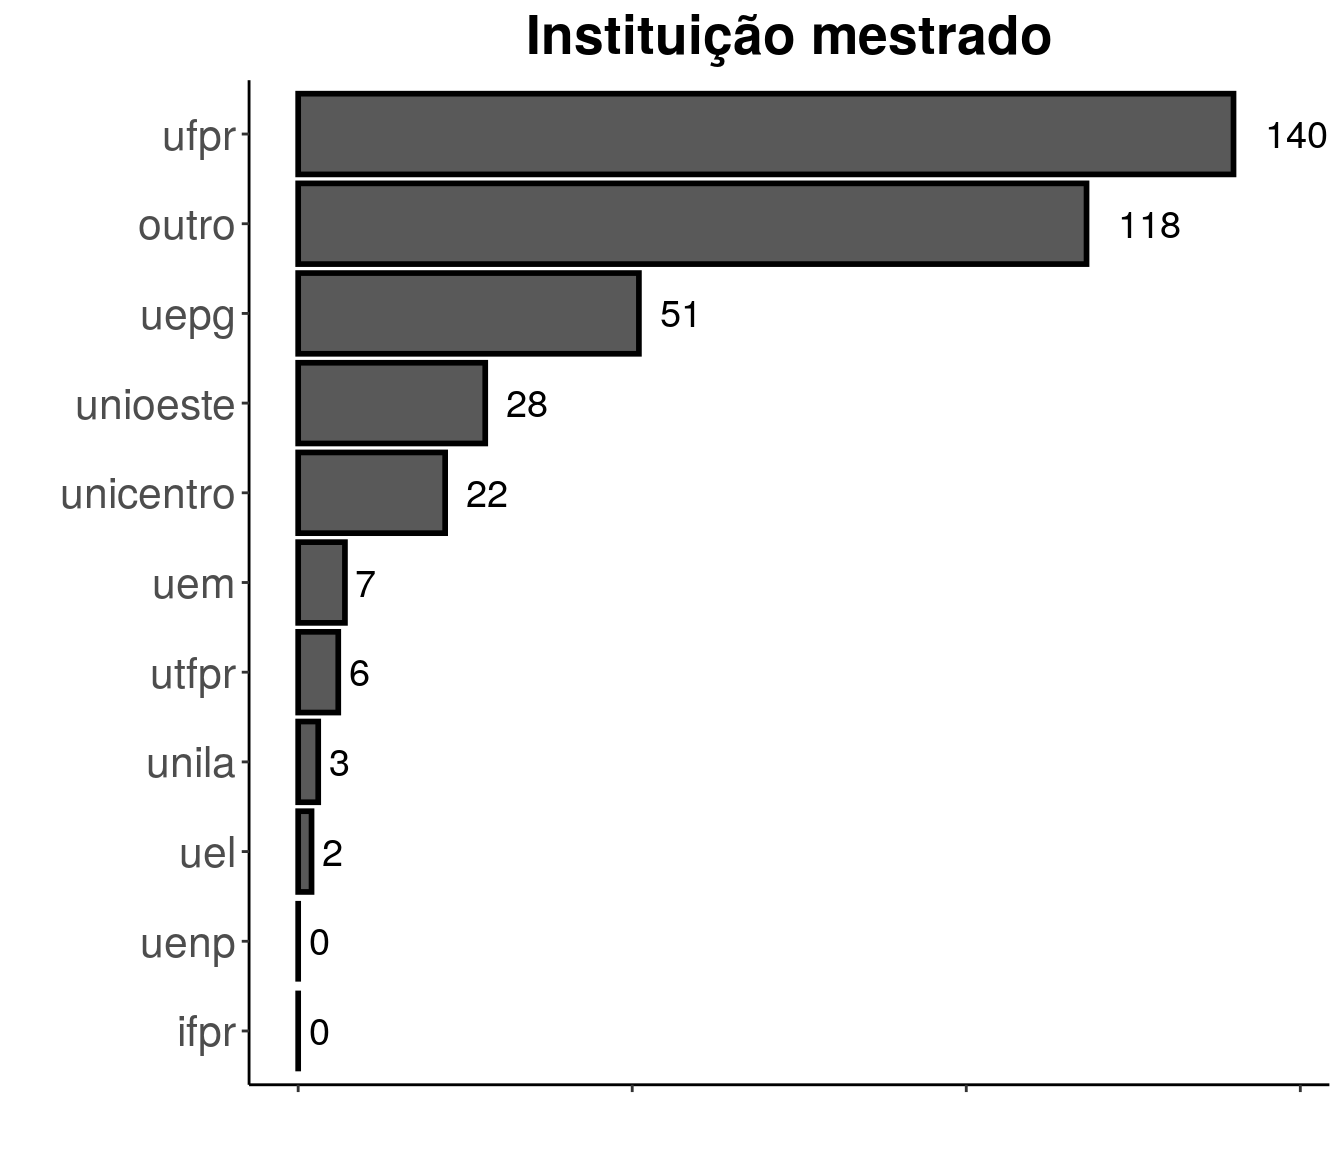 Instituição mestrado
ufpr 140
outro 118
uepg 51
unioeste 28
unicentro 22
uem 7
utfpr 6
unila 3
uel 2
uenp 0
ifpr 0